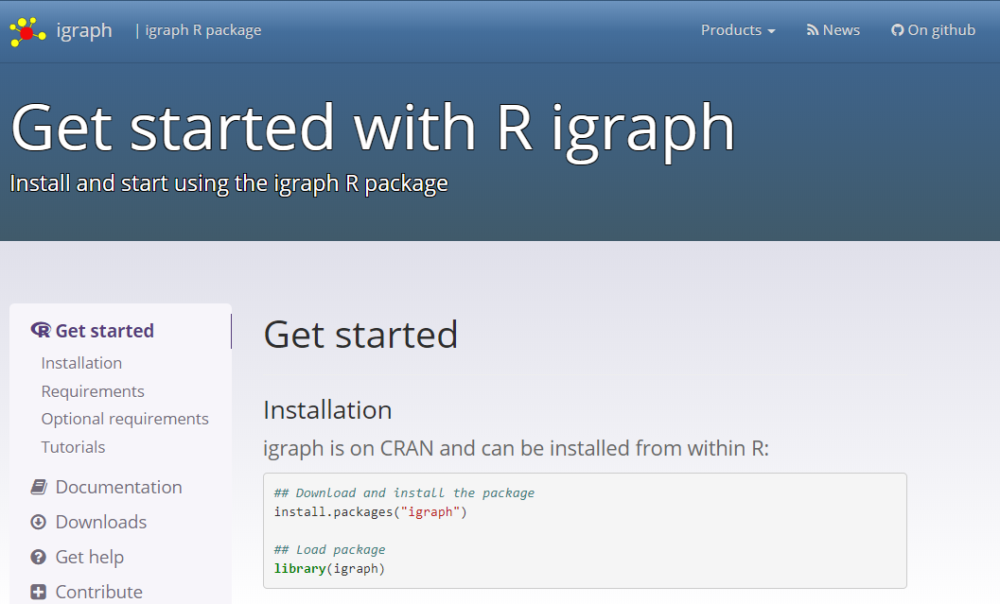 igraph | igraph R package Products News On github
Get started with R igraph
Install and start using the igraph R package
Get started
Installation
Requirements
Optional requirements
Tutorials
Documentation
Downloads
Get help
Contribute
Get started
Installation
igraph is on CRAN and can be installed from within R:
## Download and install the package
install.packages("igraph")
## Load package
library(igraph)